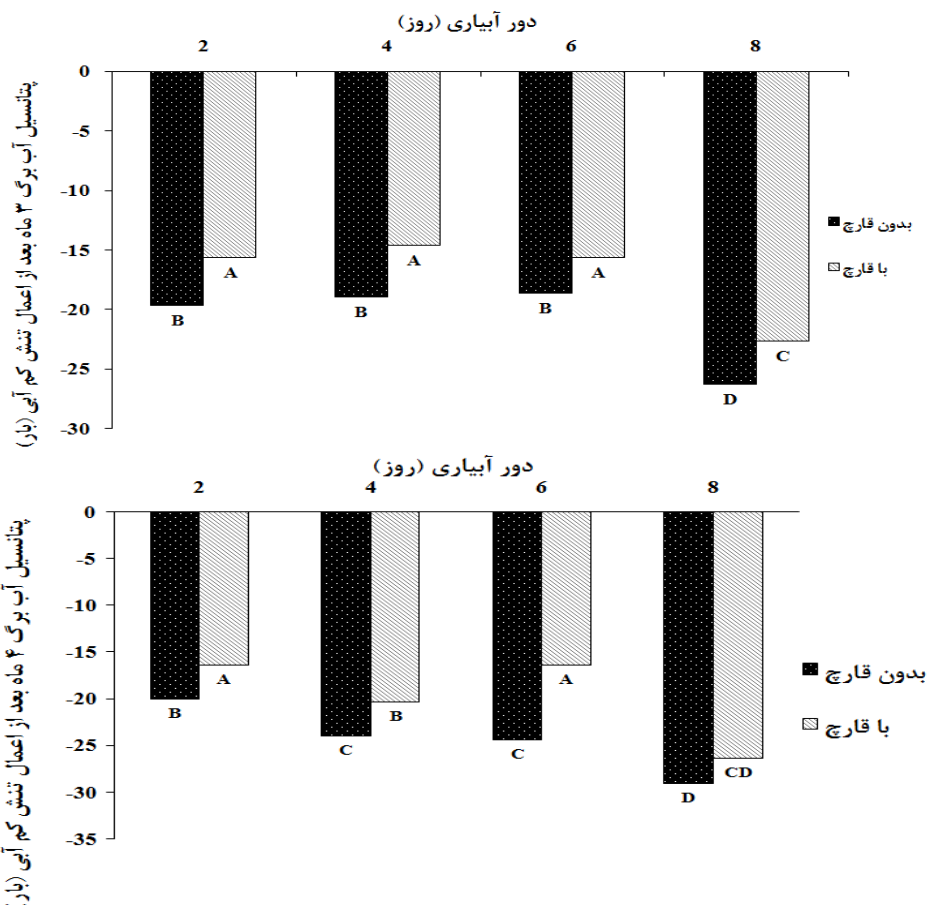 دور آبیاری (روز)
2 4 6 8
پتانسیل آب برگ ۳ ماه بعد از اعمال تنش کم آبی (بار)
0
-5
-10
-15
-20
-25
-30
B A B A B A D C
بدون قارچ
با قارچ
دور آبیاری (روز)
2 4 6 8
پتانسیل آب برگ ۴ ماه بعد از اعمال تنش کم آبی (بار)
0
-5
-10
-15
-20
-25
-30
-35
B A C B C A D CD
بدون قارچ
با قارچ